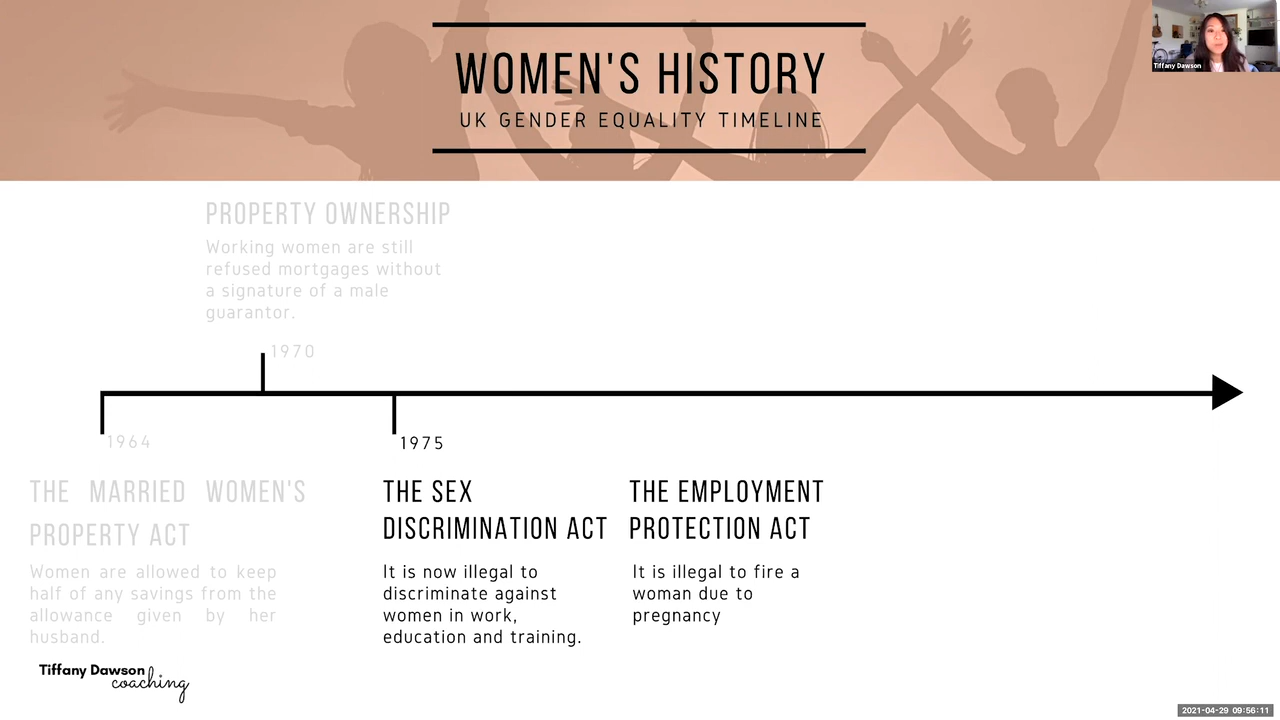 WOMEN'S HISTORY
UK GENDER EQUALITY TIMELINE
Tiffany Dawson
PROPERTY OWNERSHIP
Working women are still
refused mortgages without
a signature of a male
guarantor.
1970
1964
1975
THE MARRIED WOMEN'S
PROPERTY ACT
Women are allowed to keep
half of any savings from the
allowance given by her
husband.
THE SEX
DISCRIMINATION ACT
It is now illegal to
discriminate against
women in work,
education and training.
THE EMPLOYMENT
PROTECTION ACT
It is illegal to fire a
woman due to
pregnancy
Tiffany Dawson
coaching
2021-04-29 09:56:11